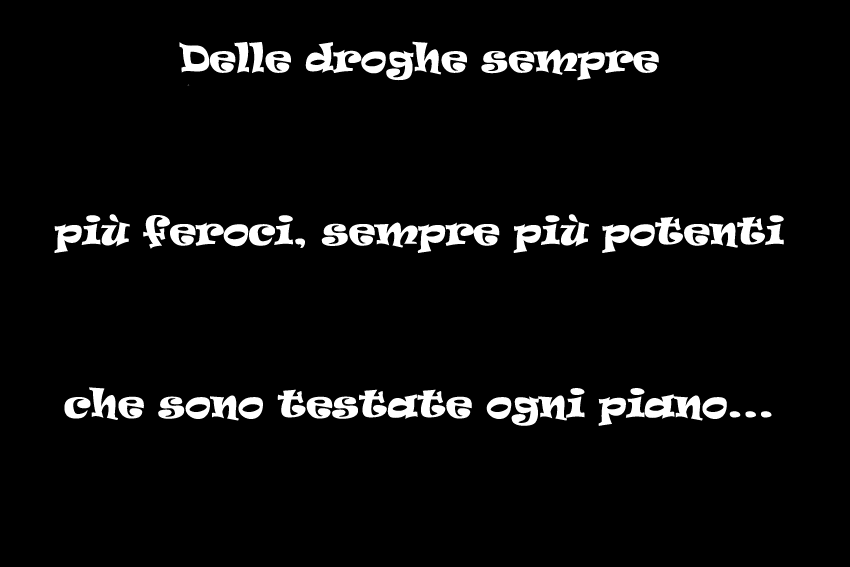 Delle droghe sempre
più feroci, sempre più potenti
che sono testate ogni piano...